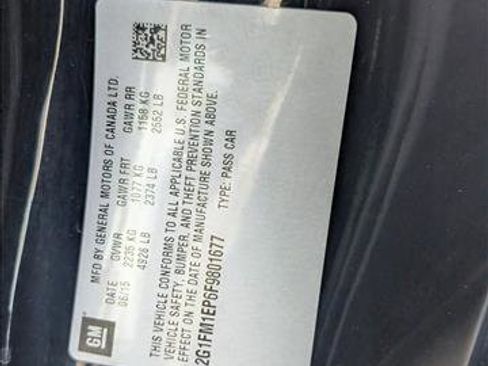 GM
MFD BY GENERAL MOTORS OF CANADA LTD.
DATE GVWR GAWR FRT GAWR RR
06/15 2235 KG 1077 KG 1158 KG
4928 LB 2374 LB 2552 LB
THIS VEHICLE CONFORMS TO ALL APPLICABLE U.S. FEDERAL MOTOR
VEHICLE SAFETY, BUMPER, AND THEFT PREVENTION STANDARDS IN
EFFECT ON THE DATE OF MANUFACTURE SHOWN ABOVE.
2G1FM1EP6F9801677 TYPE: PASS CAR